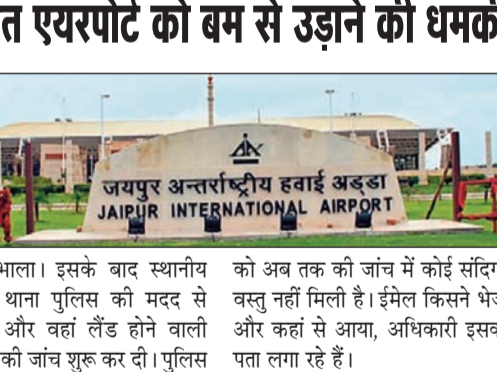 त एयरपोर्ट को बम से उड़ाने की धमकी
जयपुर अन्तर्राष्ट्रीय हवाई अड्डा
JAIPUR INTERNATIONAL AIRPORT
भाला। इसके बाद स्थानीय
थाना पुलिस की मदद से
और वहां लैंड होने वाली
की जांच शुरू कर दी। पुलिस
को अब तक की जांच में कोई संदिग
वस्तु नहीं मिली है। ईमेल किसने भेज
और कहां से आया, अधिकारी इसक
पता लगा रहे हैं।